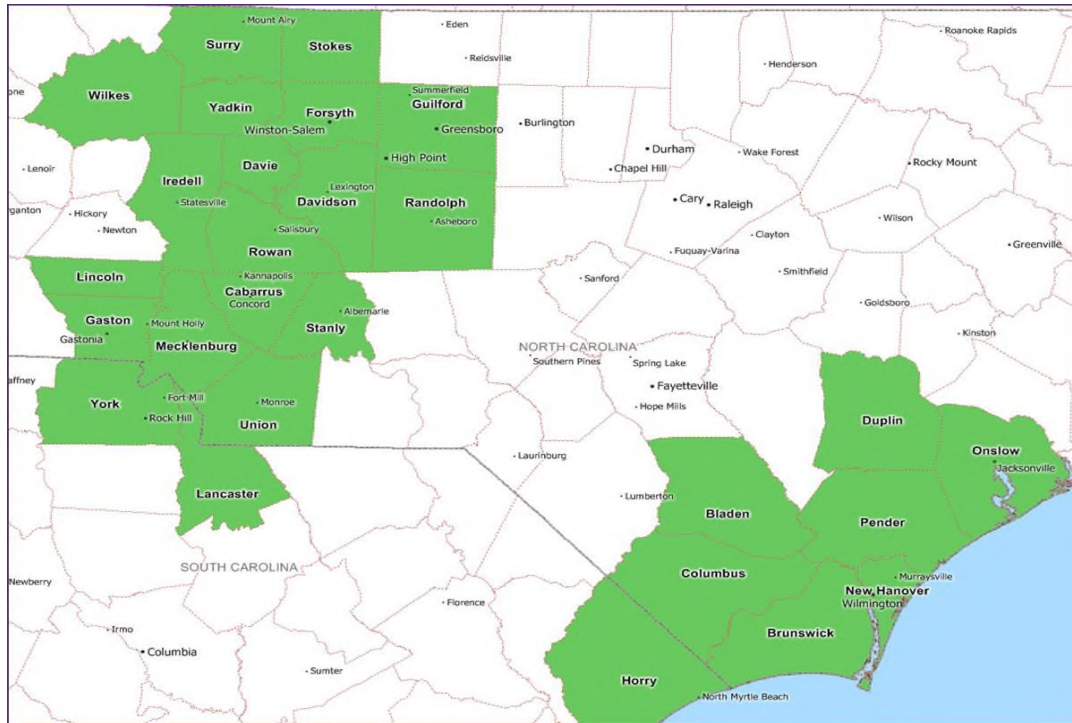 Mount Airy
Eden
Roanoke Rapids
Surry
Stokes
Reidsville
Henderson
Wilkes
Summerfield
Yadkin
Forsyth
Guilford
Winston-Salem
Greensboro
Burlington
Durham
Wake Forest
High Point
Chapel Hill
Rocky Mount
Lenoir
Davie
Iredell
Lexington
Davidson
Randolph
Statesville
Cary
Raleigh
Hickory
Asheboro
Wilson
Newton
Salisbury
Clayton
Greenville
Rowan
Fuquay-Varina
Lincoln
Kannapolis
Sanford
Smithfield
Cabarrus
Concord
Goldsboro
Gaston
Mount Holly
Albemarle
Stanly
Gastonia
Kinston
Mecklenburg
NORTH CAROLINA
Southern Pines
Spring Lake
affney
Fayetteville
York
Fort Mill
Monroe
Hope Mills
Rock Hill
Union
Duplin
Onslow
Laurinburg
Jacksonville
Lancaster
Lumberton
Bladen
Pender
SOUTH CAROLINA
Columbus
Newberry
Murraysville
New Hanover
Wilmington
Florence
Irmo
Brunswick
Columbia
Sumter
Horry
North Myrtle Beach